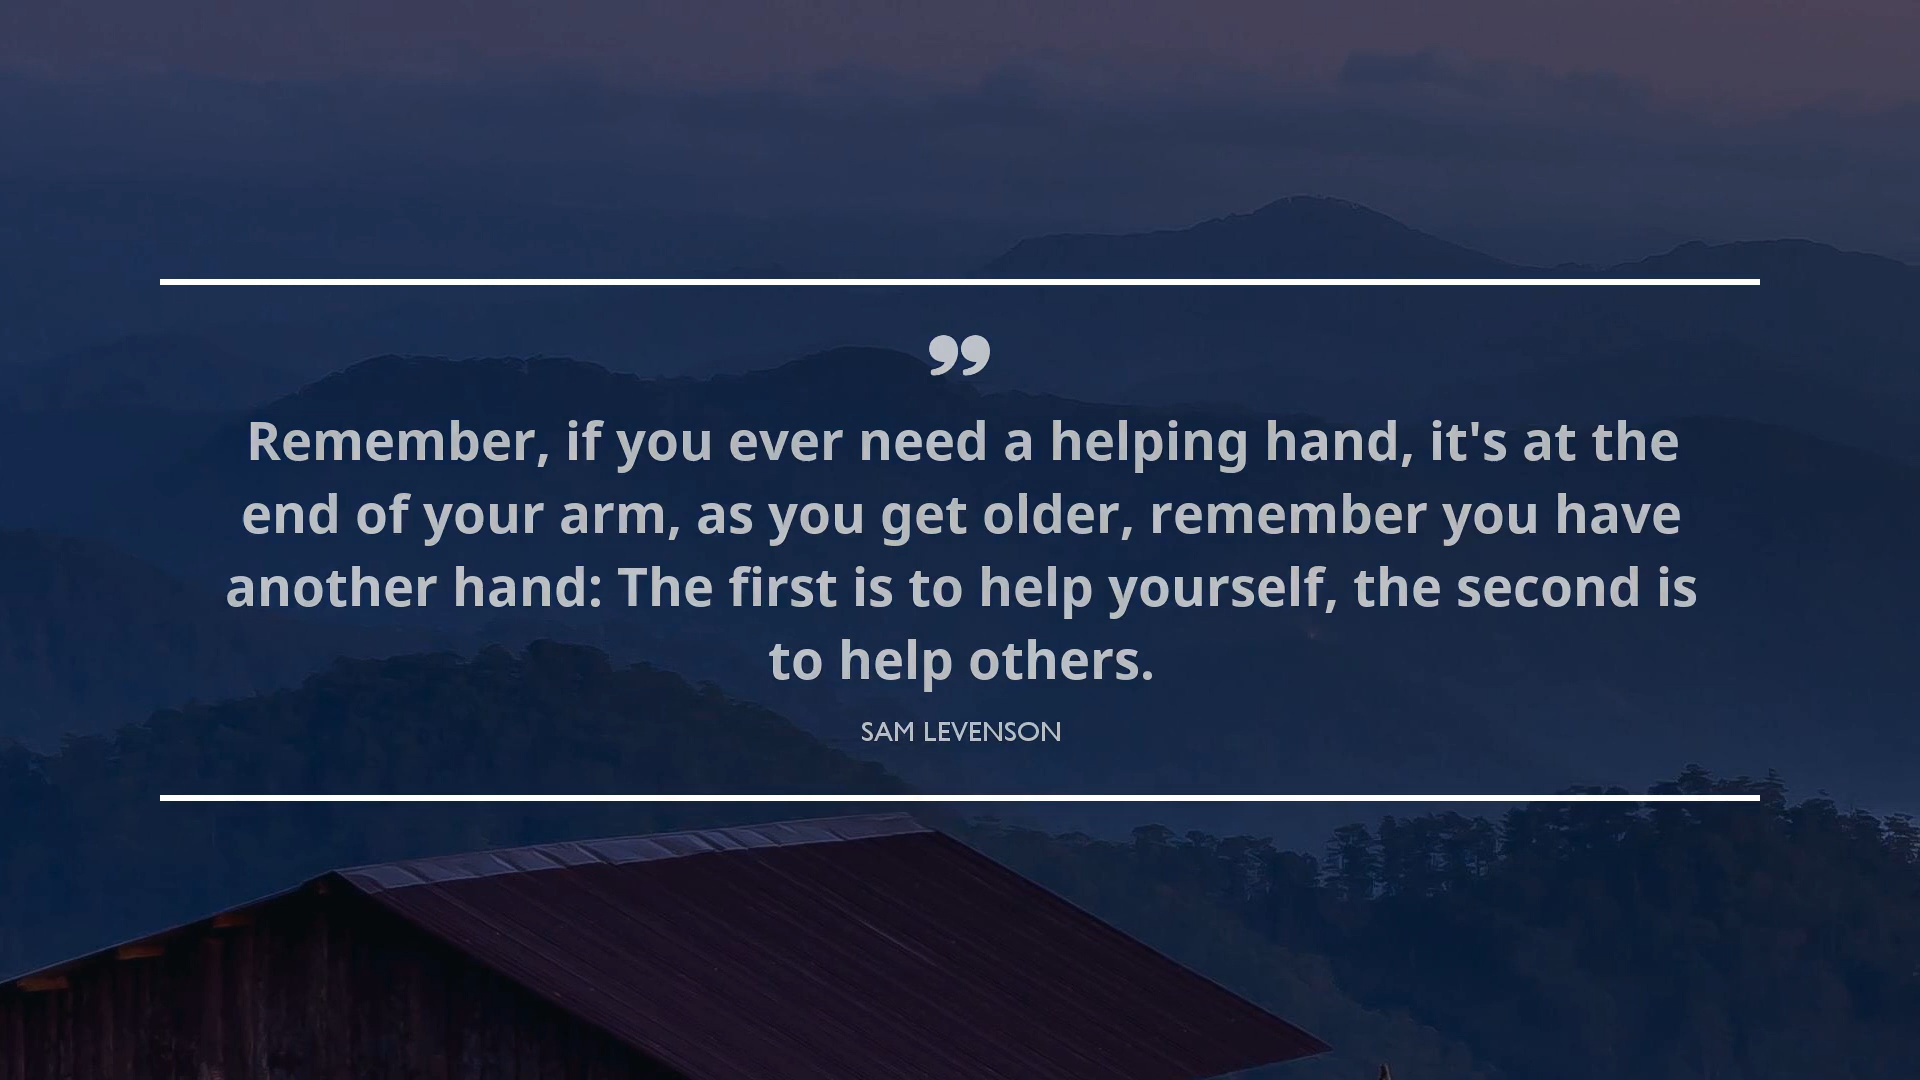 ”
Remember, if you ever need a helping hand, it's at the
end of your arm, as you get older, remember you have
another hand: The first is to help yourself, the second is
to help others.
SAM LEVENSON